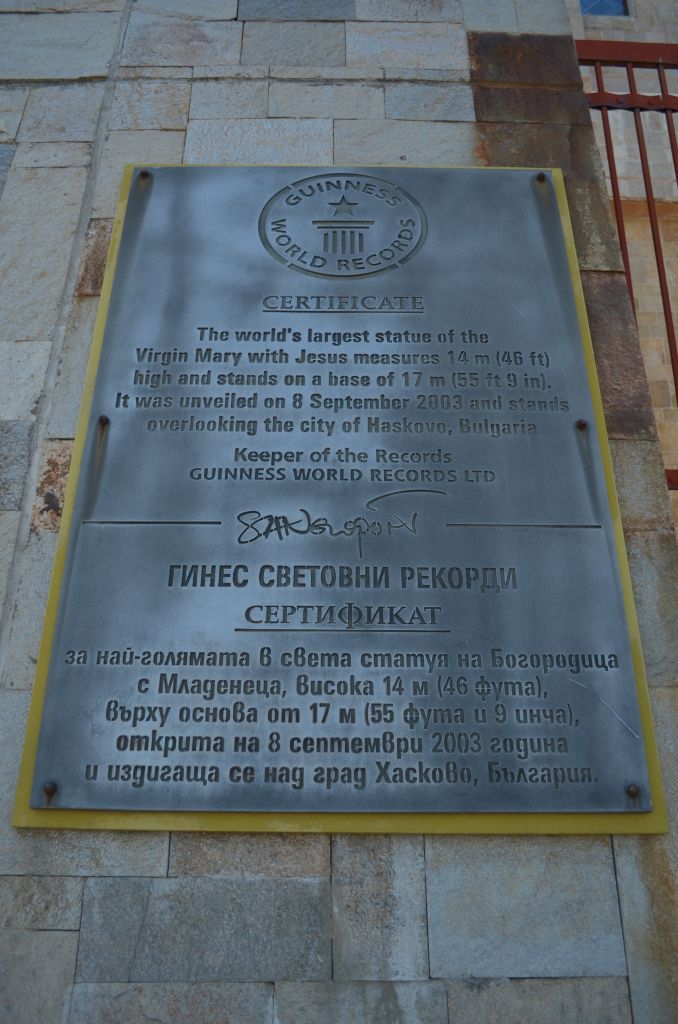 GUINNESS
WORLD RECORDS
CERTIFICATE
The world's largest statue of the
Virgin Mary with Jesus measures 14 m (46 ft)
high and stands on a base of 17 m (55 ft 9 in).
It was unveiled on 8 September 2003 and stands
overlooking the city of Haskovo, Bulgaria
Keeper of the Records
GUINNESS WORLD RECORDS LTD
ГИНЕС СВЕТОВНИ РЕКОРДИ
СЕРТИФИКАТ
за най-голямата в света статуя на Богородица
с Младенеца, висока 14 м (46 фута),
върху основа от 17 м (55 фута и 9 инча),
открита на 8 септември 2003 година
и издигаща се над град Хасково, България.